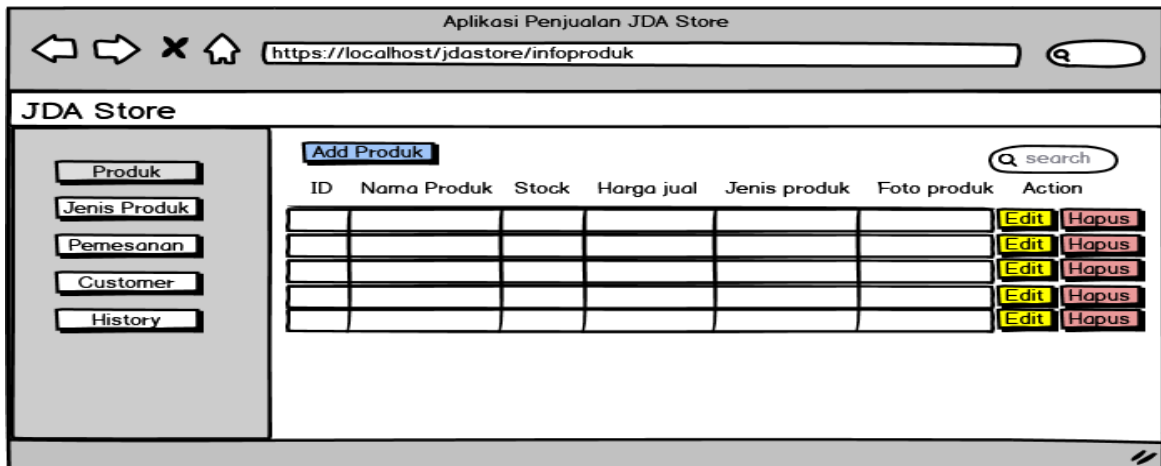 Aplikasi Penjualan JDA Store
https://localhost/jdastore/infoproduk
JDA Store
Produk
Jenis Produk
Pemesanan
Customer
History
Add Produk
search
ID Nama Produk Stock Harga jual Jenis produk Foto produk Action
Edit Hapus
Edit Hapus
Edit Hapus
Edit Hapus
Edit Hapus